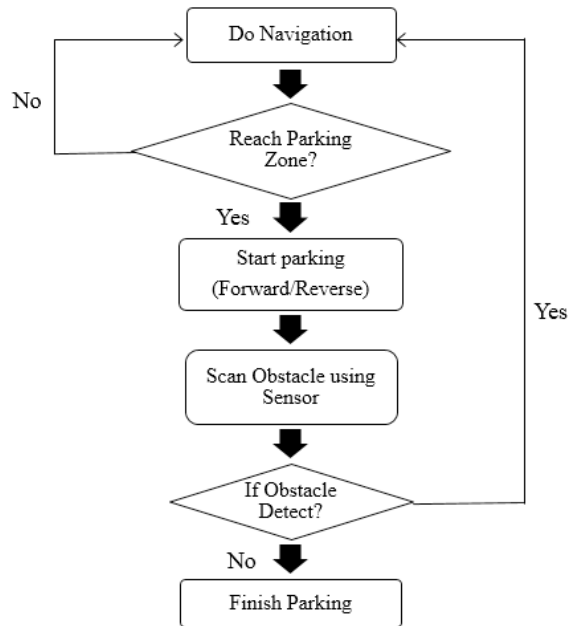 Do Navigation
No
Reach Parking
Zone?
Yes
Start parking
(Forward/Reverse)
Yes
Scan Obstacle using
Sensor
If Obstacle
Detect?
No
Finish Parking